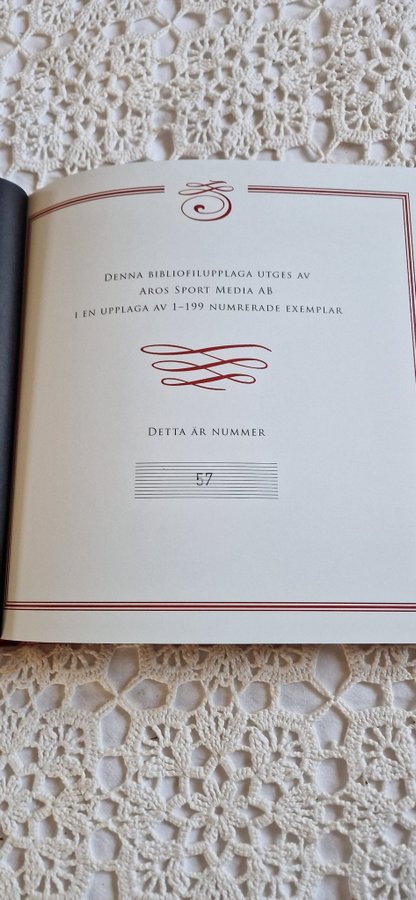 DENNA BIBLIOFILUPPLAGA UTGES AV
AROS SPORT MEDIA AB
I EN UPPLAGA AV 1–199 NUMRERADE EXEMPLAR
DETTA ÄR NUMMER
57